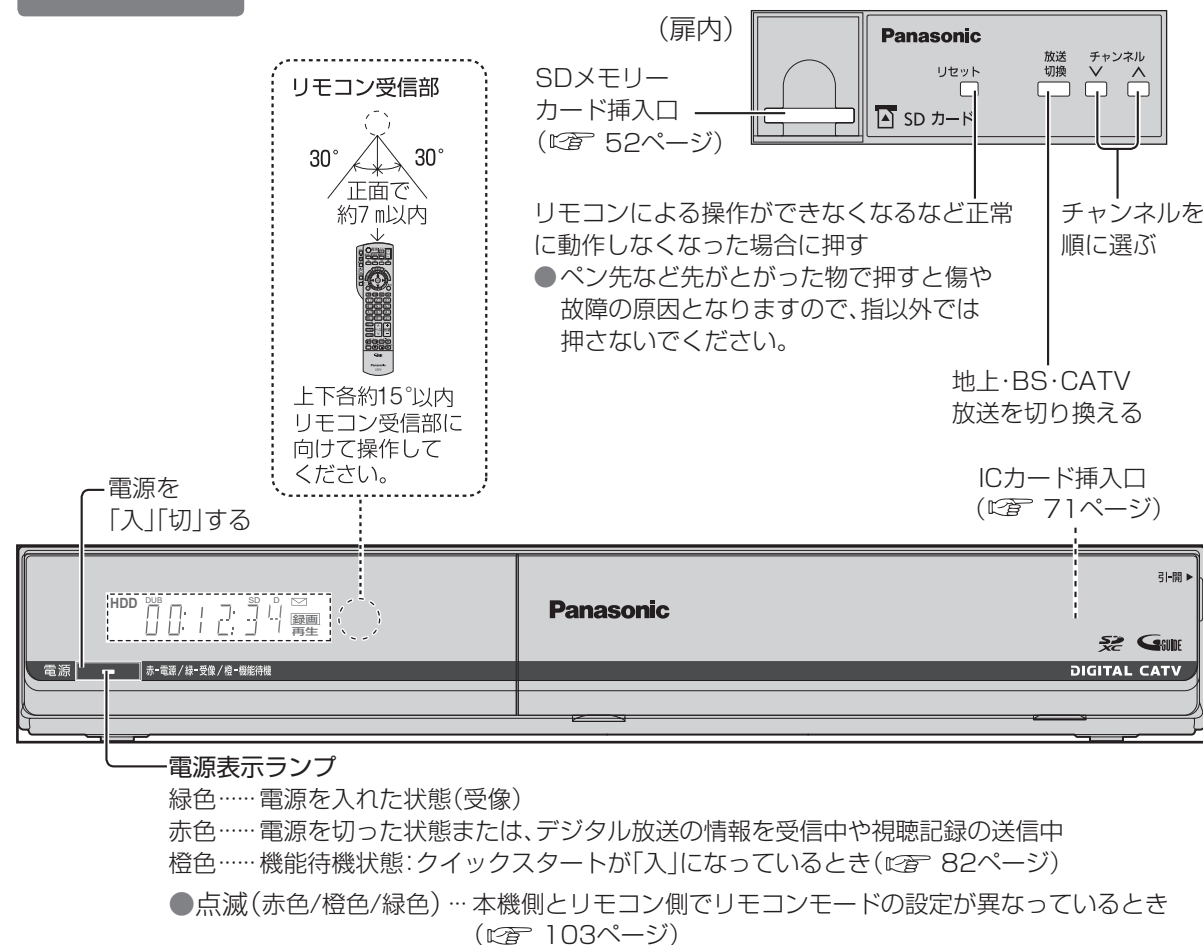 （扉内）
Panasonic
リセット
放送
切換
チャンネル
SD カード
SDメモリー
カード挿入口
（☞ 52ページ）
リモコン受信部
30°
30°
正面で
約7 m以内
上下各約15°以内
リモコン受信部に
向けて操作して
ください。
リモコンによる操作ができなくなるなど正常
に動作しなくなった場合に押す
●ペン先など先がとがった物で押すと傷や
故障の原因となりますので、指以外では
押さないでください。
チャンネルを
順に選ぶ
地上・BS・CATV
放送を切り換える
ICカード挿入口
（☞ 71ページ）
電源を
「入」「切」する
HDD
DUB
SD
D
00:12:34
録画
再生
Panasonic
引-開▶
SD
XC
G GUIDE
電源
赤-電源/緑-受像/橙-機能待機
DIGITAL CATV
電源表示ランプ
緑色……電源を入れた状態（受像）
赤色……電源を切った状態または、デジタル放送の情報を受信中や視聴記録の送信中
橙色……機能待機状態：クイックスタートが「入」になっているとき（☞ 82ページ）
●点滅（赤色/橙色/緑色）…本機側とリモコン側でリモコンモードの設定が異なっているとき
（☞ 103ページ）